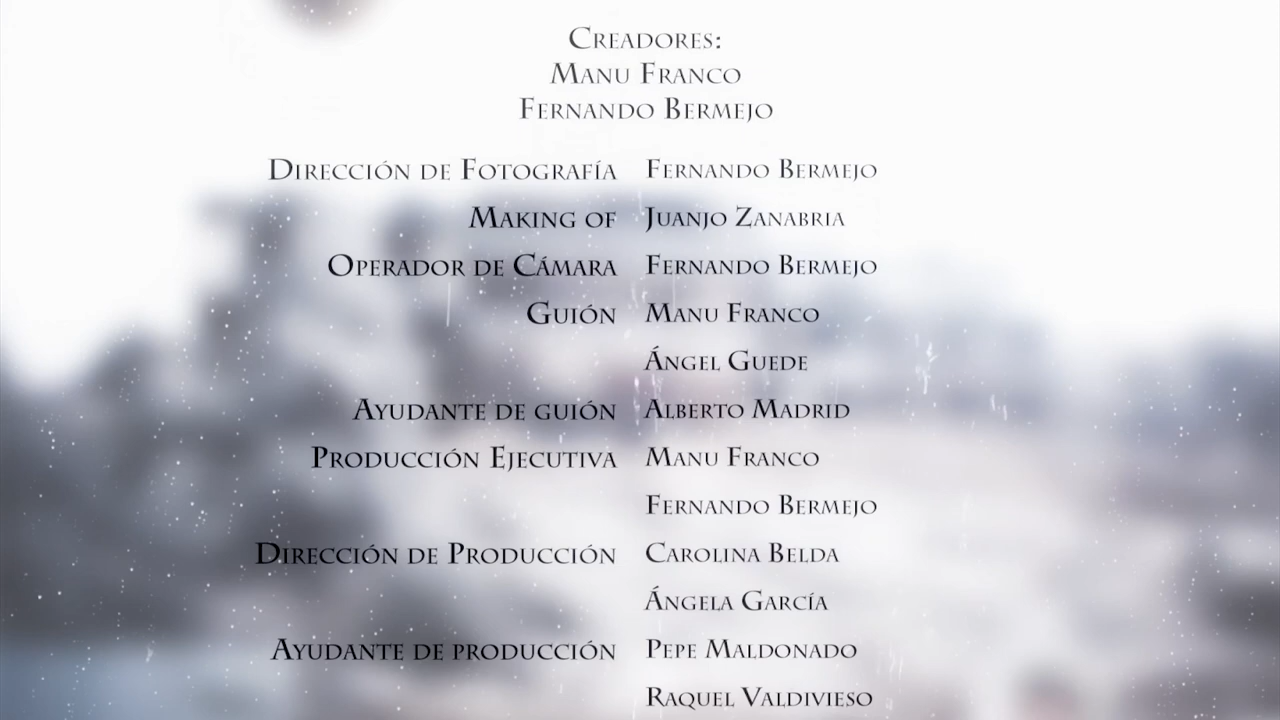 Creadores:
Manu Franco
Fernando Bermejo
Dirección de Fotografía Fernando Bermejo
Making of Juanjo Zanabria
Operador de Cámara Fernando Bermejo
Guión Manu Franco
Ángel Guede
Ayudante de guión Alberto Madrid
Producción Ejecutiva Manu Franco
Fernando Bermejo
Dirección de Producción Carolina Belda
Ángela García
Ayudante de producción Pepe Maldonado
Raquel Valdivieso